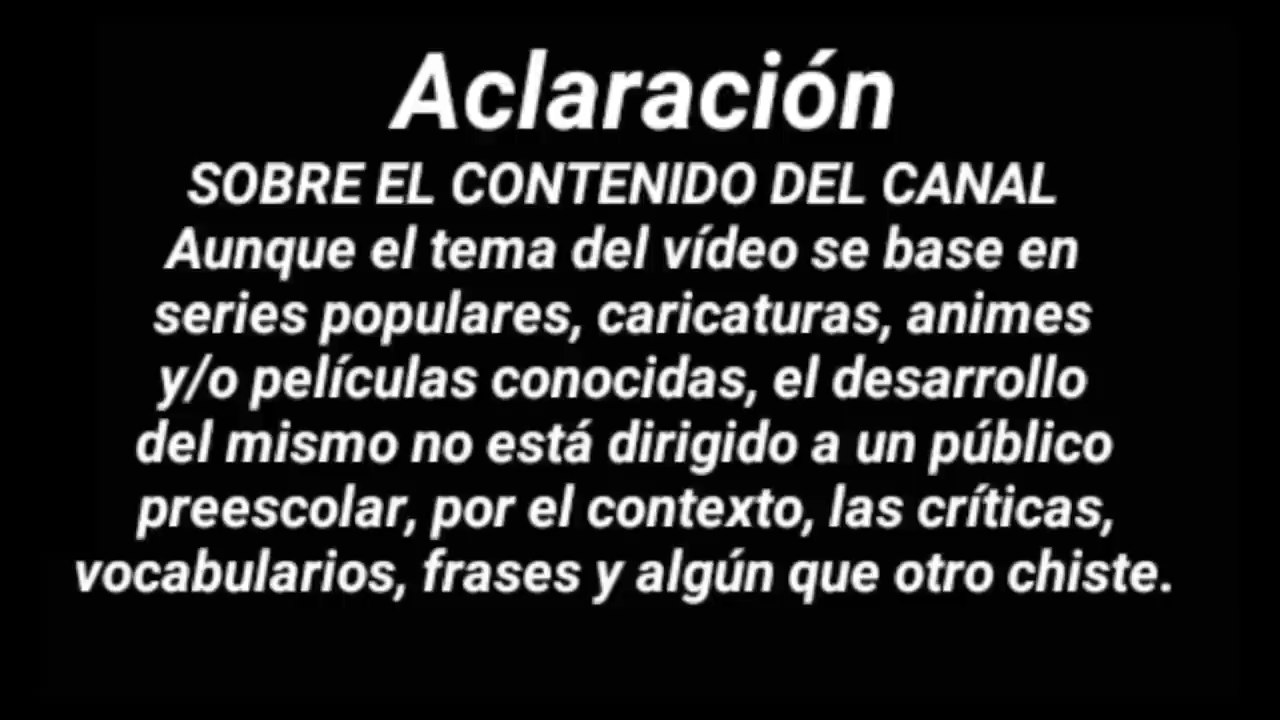 Aclaración
SOBRE EL CONTENIDO DEL CANAL
Aunque el tema del vídeo se base en
series populares, caricaturas, animes
y/o películas conocidas, el desarrollo
del mismo no está dirigido a un público
preescolar, por el contexto, las críticas,
vocabularios, frases y algún que otro chiste.